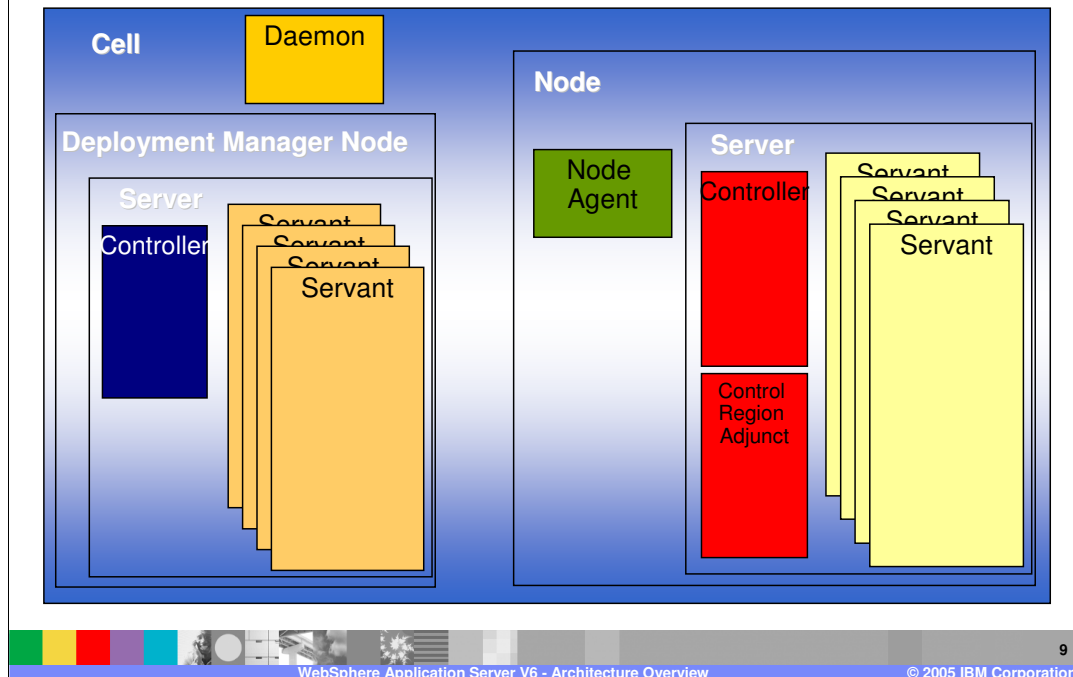 Cell
Daemon
Deployment Manager Node
Server
Controller
Servant
Servant
Servant
Servant
Node
Node
Agent
Server
Controller
Control
Region
Adjunct
Servant
Servant
Servant
Servant
9
WebSphere Application Server V6 - Architecture Overview
© 2005 IBM Corporation